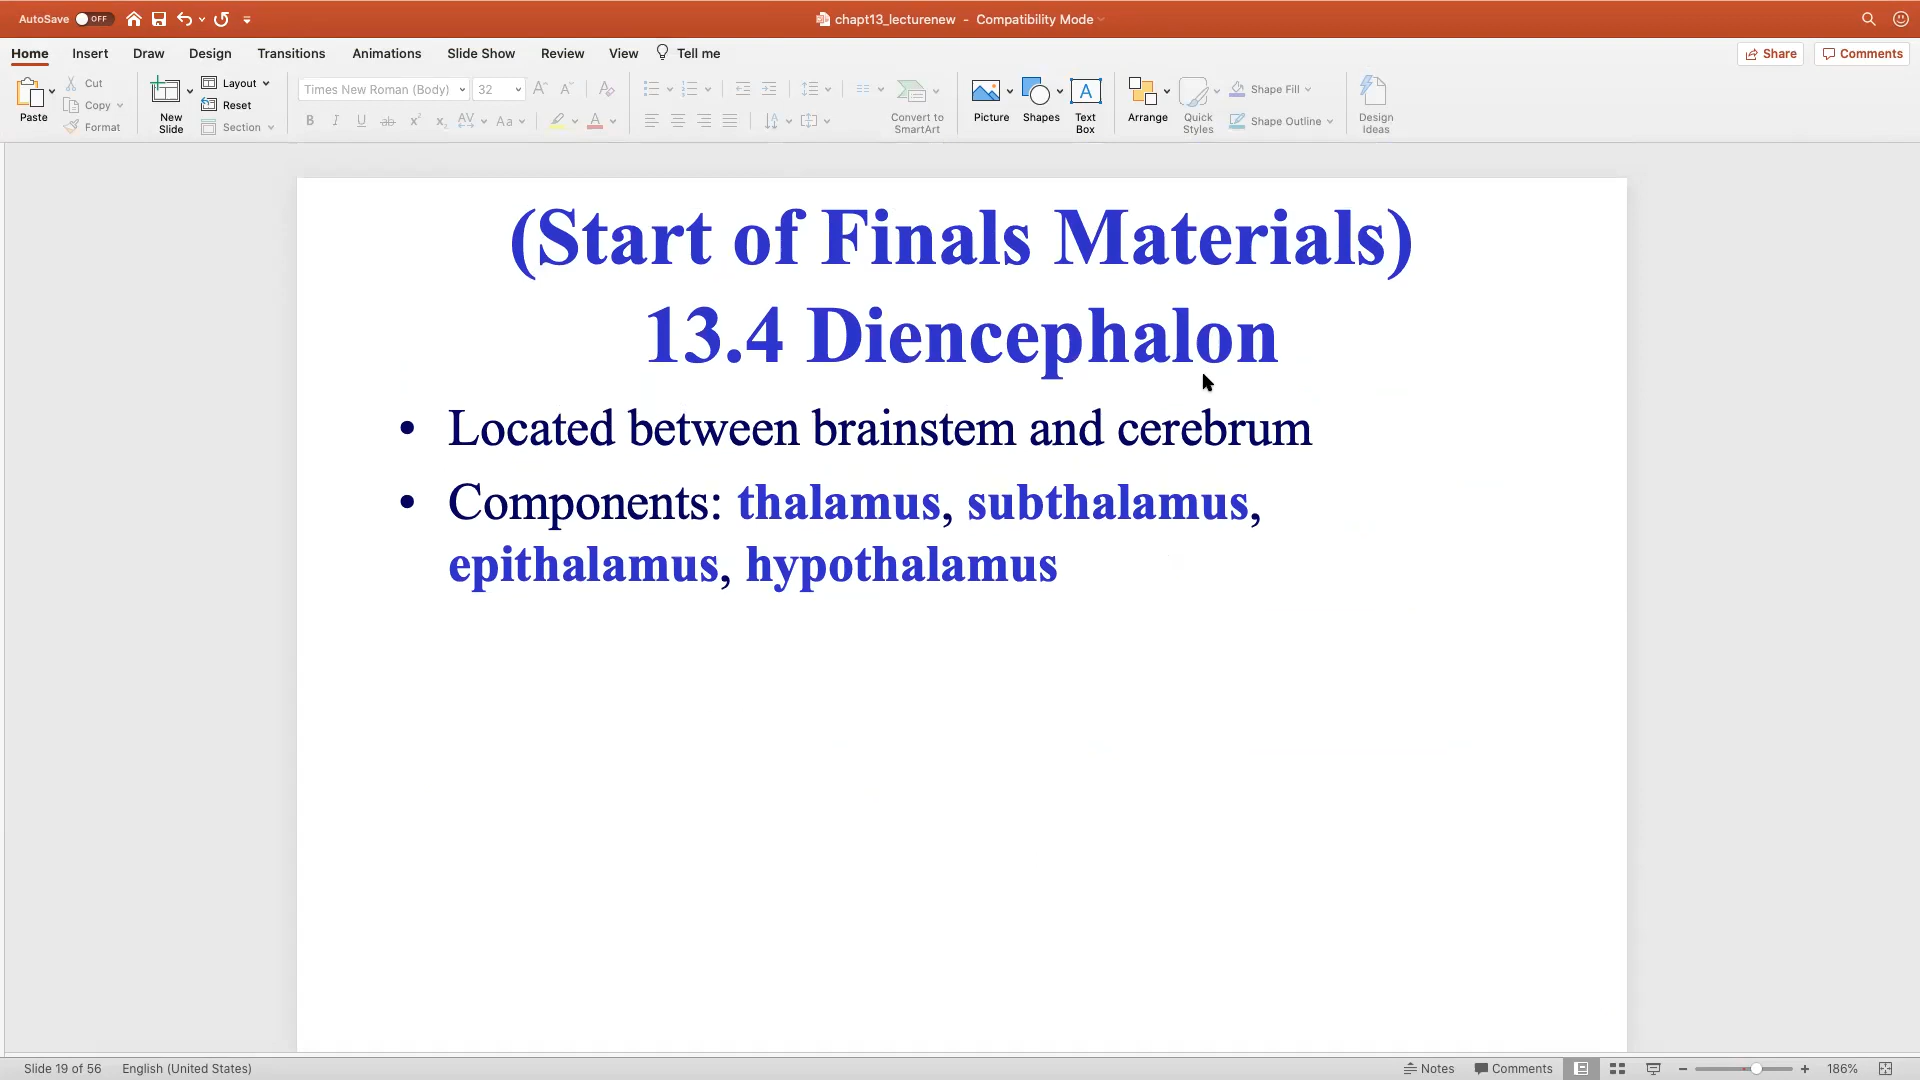 AutoSave OFF
chapt13_lecturenew - Compatibility Mode
Home Insert Draw Design Transitions Animations Slide Show Review View Tell me
Share Comments
Paste
Cut
Copy
Format
New Slide
Layout
Reset
Section
Times New Roman (Body) 32
Convert to SmartArt
Picture
Shapes
Text Box
Arrange
Quick Styles
Shape Fill
Shape Outline
Design Ideas
(Start of Finals Materials)
13.4 Diencephalon
• Located between brainstem and cerebrum
• Components: thalamus, subthalamus,
epithalamus, hypothalamus
Slide 19 of 56 English (United States)
Notes Comments 186%